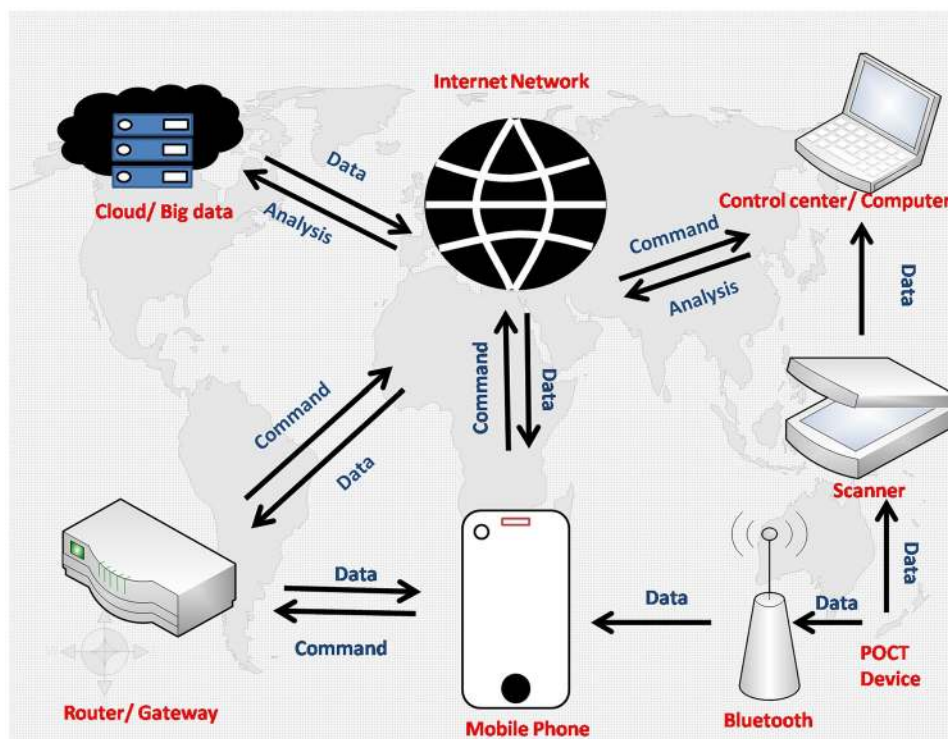 Internet Network
Cloud/ Big data
Data
Analysis
Control center/ Computer
Command
Analysis
Data
Command
Data
Command
Data
Scanner
Data
Data
Command
Data
Data
POCT
Device
Router/ Gateway
Mobile Phone
Bluetooth